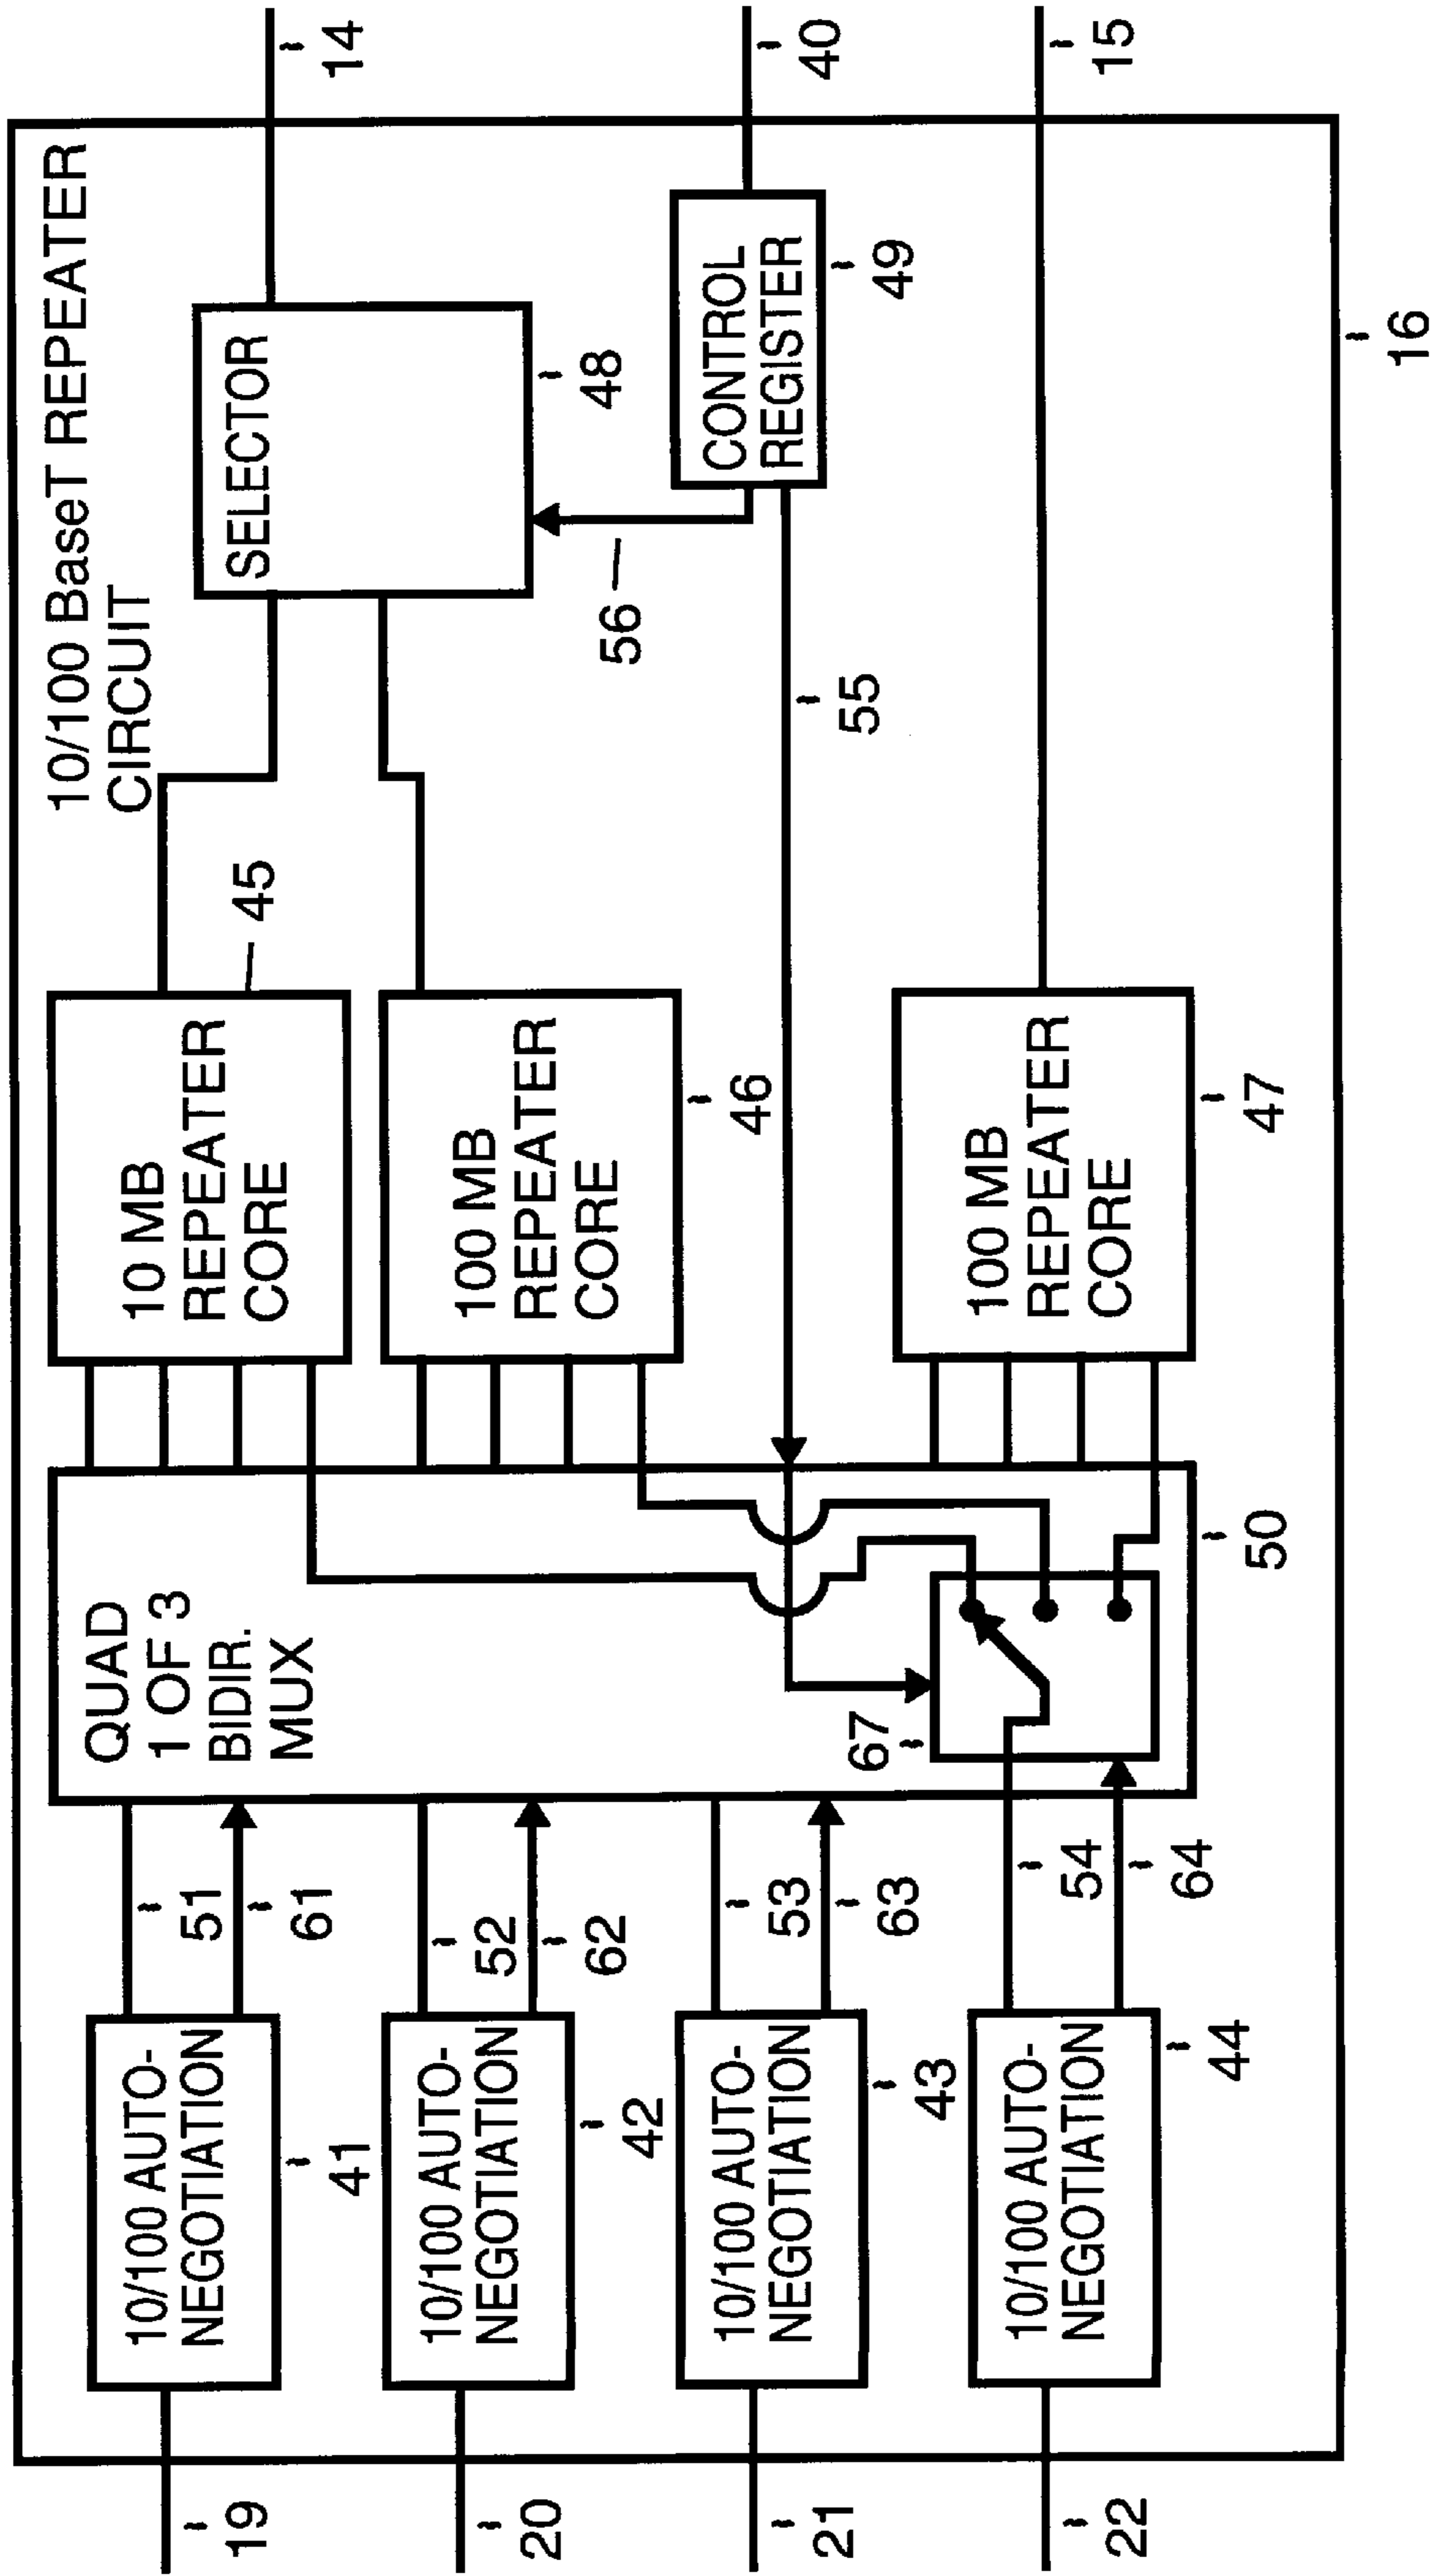 10/100 BaseT REPEATER
CIRCUIT
19
20
21
22
10/100 AUTO-
NEGOTIATION
41
10/100 AUTO-
NEGOTIATION
42
10/100 AUTO-
NEGOTIATION
43
10/100 AUTO-
NEGOTIATION
44
51
61
52
62
53
63
54
64
QUAD
1 OF 3
BIDIR.
MUX
67
50
10 MB
REPEATER
CORE
45
100 MB
REPEATER
CORE
46
100 MB
REPEATER
CORE
47
SELECTOR
48
56
55
CONTROL
REGISTER
49
14
40
15
16